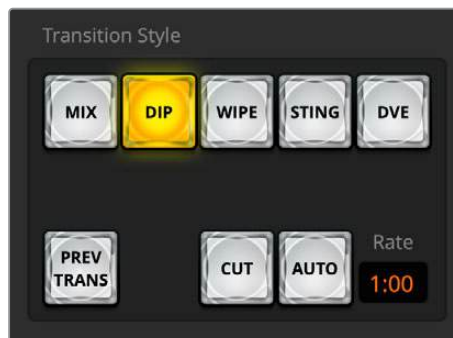 Transition Style
MIX
DIP
WIPE
STING
DVE
PREV
TRANS
CUT
AUTO
Rate
1:00